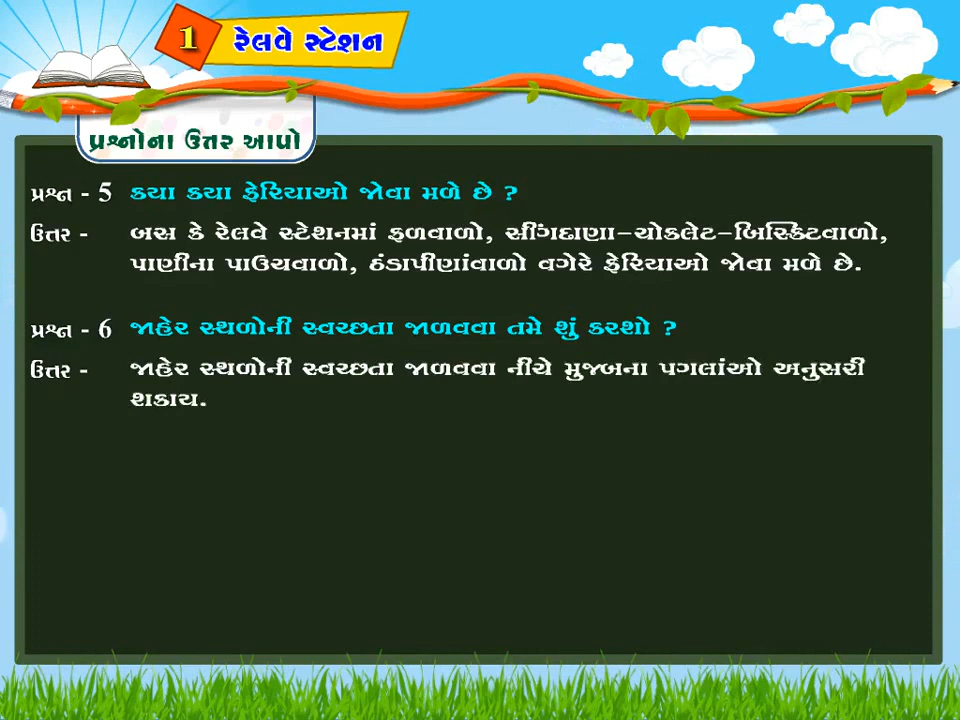 1 રેલવે સ્ટેશન
પ્રશ્નોના ઉત્તર આપો
પ્રશ્ન - 5 કયા કયા ફેરિયાઓ જોવા મળે છે ?
ઉત્તર - બસ કે રેલવે સ્ટેશનમાં ફળવાળો, સીંગદાણા-ચોકલેટ-બિસ્કિટવાળો,
પાણીના પાઉચવાળો, ઠંડાપીણાંવાળો વગેરે ફેરિયાઓ જોવા મળે છે.
પ્રશ્ન - 6 જાહેર સ્થળોની સ્વચ્છતા જાળવવા તમે શું કરશો ?
ઉત્તર - જાહેર સ્થળોની સ્વચ્છતા જાળવવા નીચે મુજબના પગલાંઓ અનુસરી
શકાય.